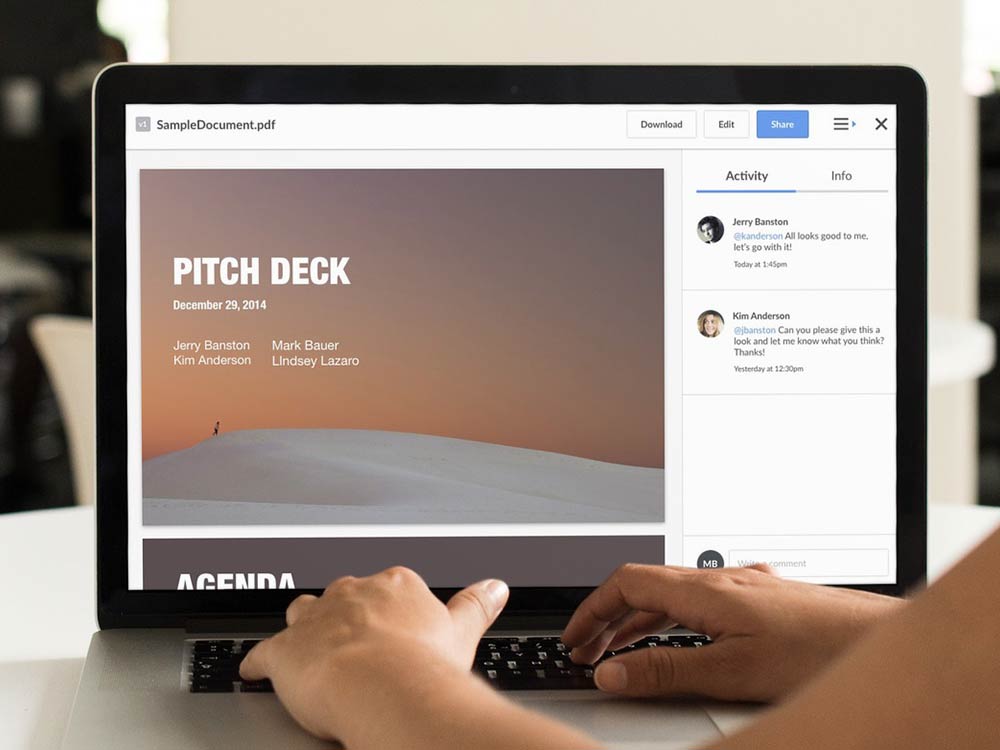 v1 SampleDocument.pdf
Download Edit Share
PITCH DECK
December 29, 2014
Jerry Banston Mark Bauer
Kim Anderson LIndsey Lazaro
AGENDA
Activity Info
Jerry Banston
@kanderson All looks good to me,
let's go with it!
Today at 1:45pm
Kim Anderson
@jbanston Can you please give this a
look and let me know what you think?
Thanks!
Yesterday at 12:30pm
MB Write a comment